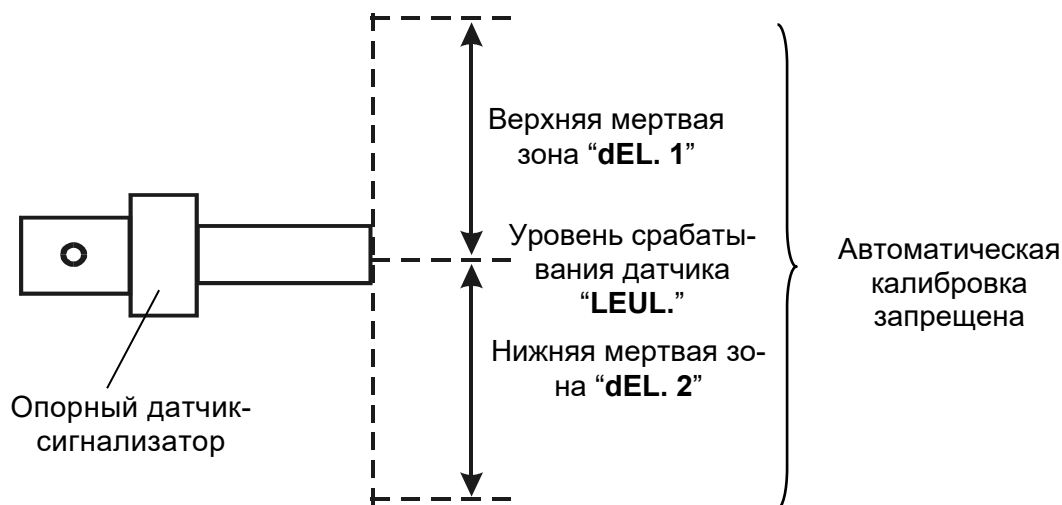 Верхняя мертвая
зона “dEL. 1”
Уровень срабаты-
вания датчика
“LEUL.”
Нижняя мертвая зо-
на “dEL. 2”
Автоматическая
калибровка
запрещена
Опорный датчик-
сигнализатор